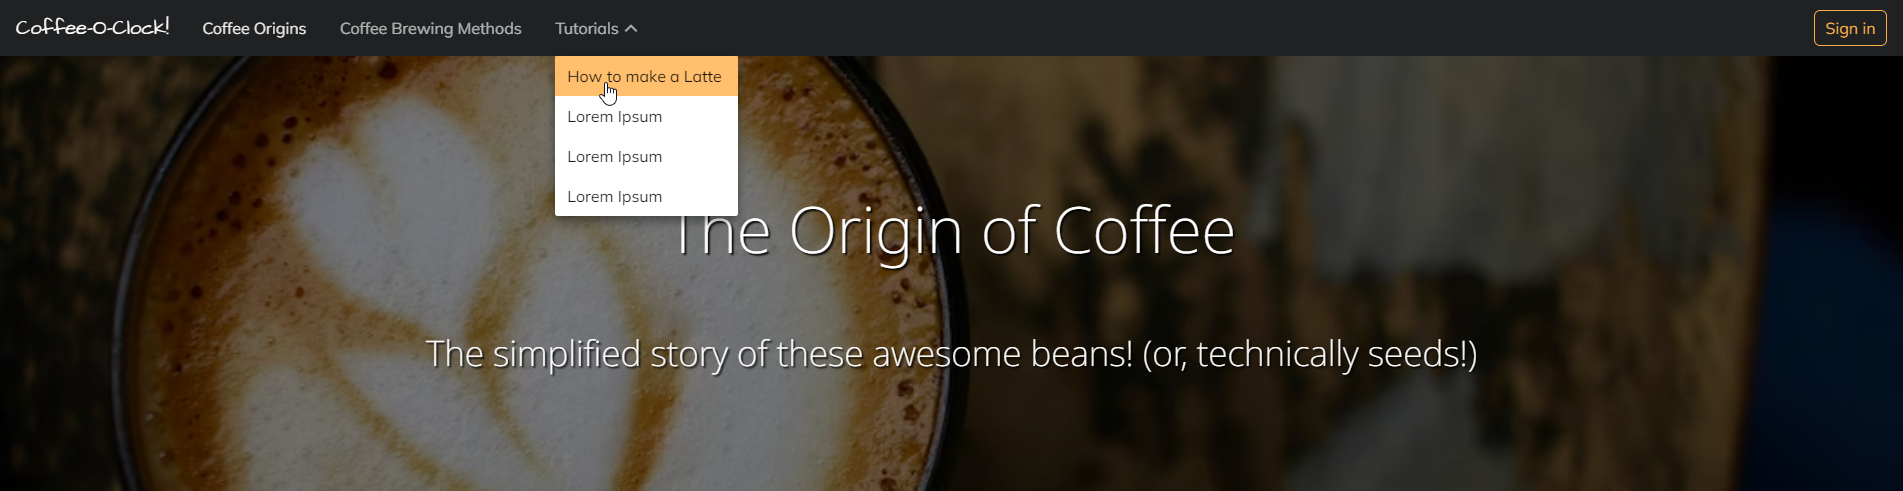 Coffee-O-Clock!
Coffee Origins
Coffee Brewing Methods
Tutorials
Sign in
How to make a Latte
Lorem Ipsum
Lorem Ipsum
Lorem Ipsum
The Origin of Coffee
The simplified story of these awesome beans! (or, technically seeds!)